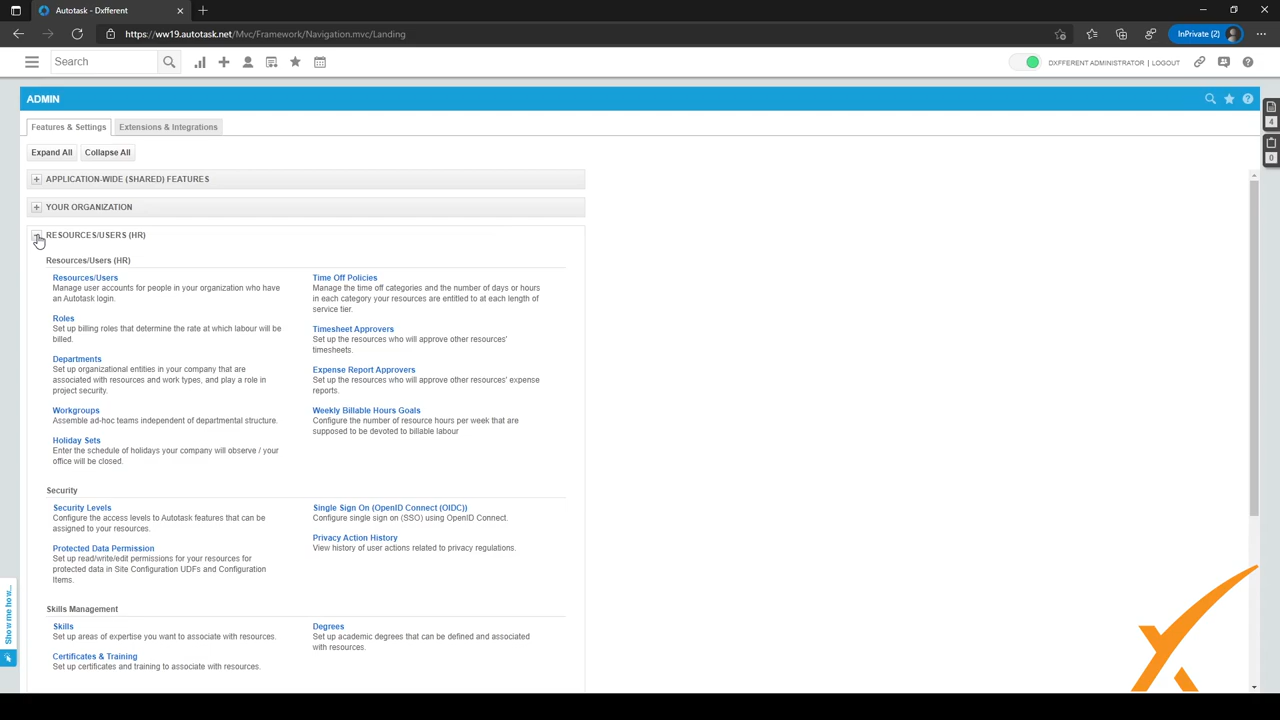 Autotask - Dxfferent
https://ww19.autotask.net/Mvc/Framework/Navigation.mvc/Landing
InPrivate (2)
Search
DXFFERENT ADMINISTRATOR | LOGOUT
ADMIN
Features & Settings
Extensions & Integrations
4
0
Expand All
Collapse All
APPLICATION-WIDE (SHARED) FEATURES
YOUR ORGANIZATION
RESOURCES/USERS (HR)
Resources/Users (HR)
Resources/Users
Manage user accounts for people in your organization who have
an Autotask login.
Roles
Set up billing roles that determine the rate at which labour will be
billed.
Departments
Set up organizational entities in your company that are
associated with resources and work types, and play a role in
project security.
Workgroups
Assemble ad-hoc teams independent of departmental structure.
Holiday Sets
Enter the schedule of holidays your company will observe / your
office will be closed.
Time Off Policies
Manage the time off categories and the number of days or hours
in each category your resources are entitled to at each length of
service tier.
Timesheet Approvers
Set up the resources who will approve other resources'
timesheets.
Expense Report Approvers
Set up the resources who will approve other resources' expense
reports.
Weekly Billable Hours Goals
Configure the number of resource hours per week that are
supposed to be devoted to billable labour
Security
Security Levels
Configure the access levels to Autotask features that can be
assigned to your resources.
Protected Data Permission
Set up read/write/edit permissions for your resources for
protected data in Site Configuration UDFs and Configuration
Items.
Single Sign On (OpenID Connect (OIDC))
Configure single sign on (SSO) using OpenID Connect.
Privacy Action History
View history of user actions related to privacy regulations.
Skills Management
Skills
Set up areas of expertise you want to associate with resources.
Certificates & Training
Set up certificates and training to associate with resources.
Degrees
Set up academic degrees that can be defined and associated
with resources.
Show me how...